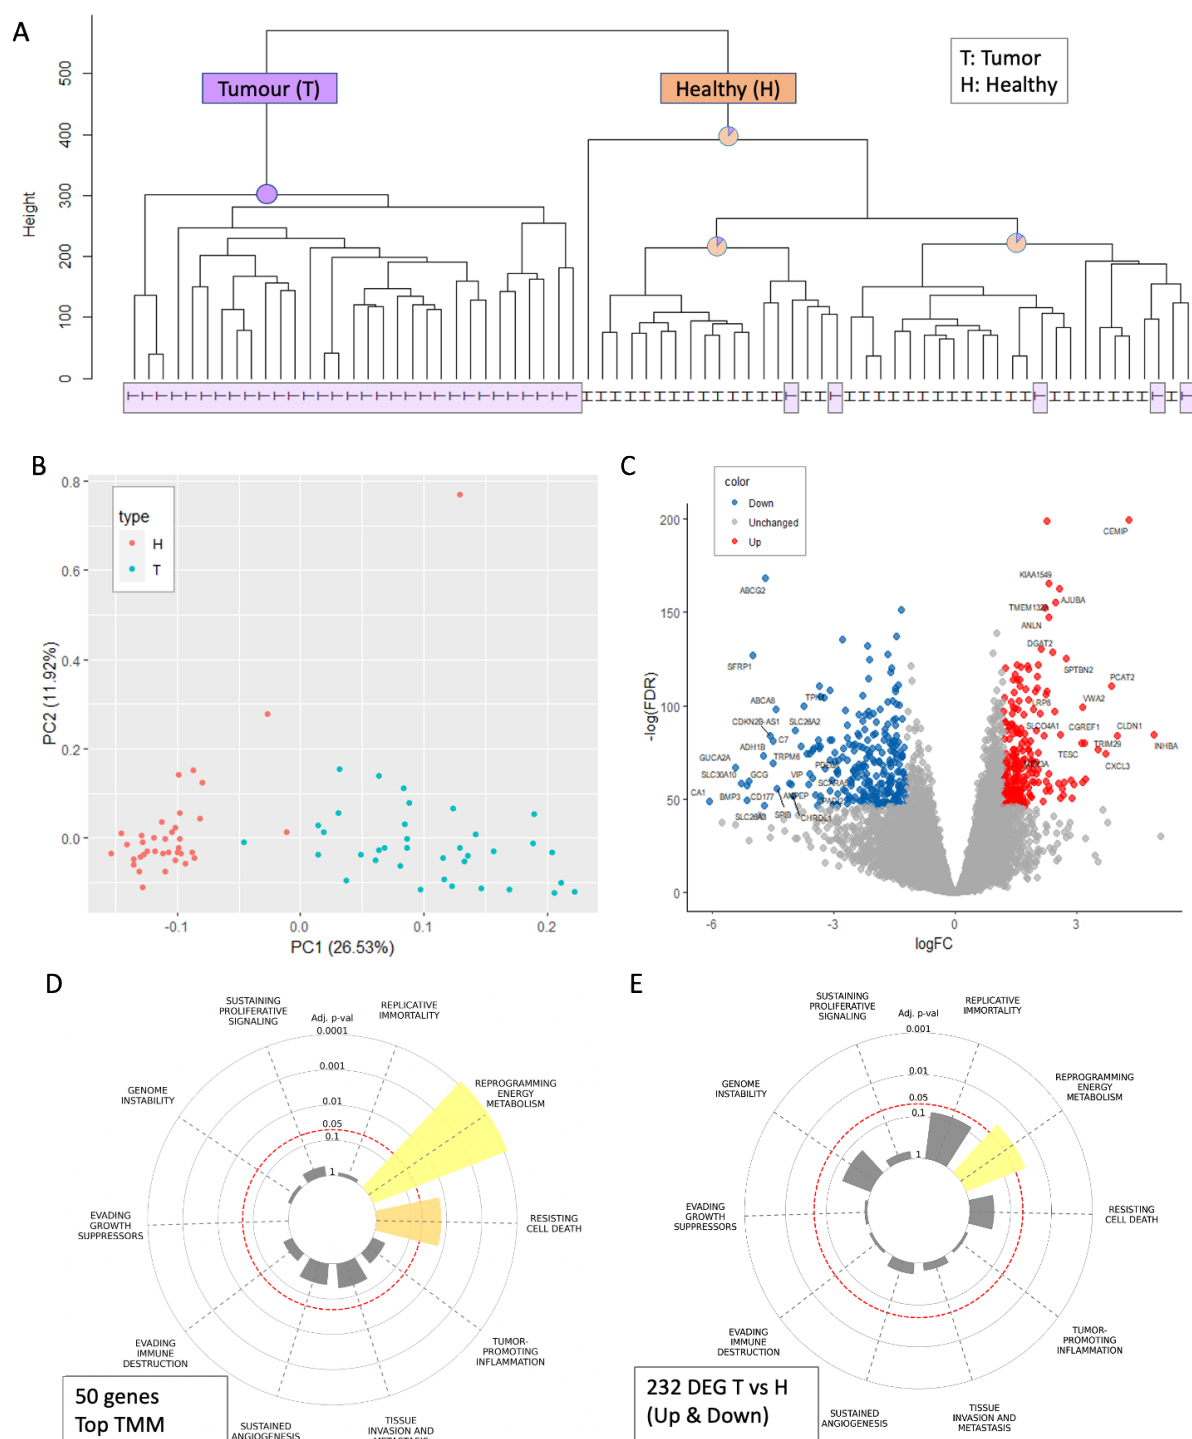 A
Tumour (T)
Healthy (H)
T: Tumor
H: Healthy
Height
500
400
300
200
100
0
T T T T T T T T T T T T T T T T T T T T T T T T T T T T T T T H H H H H H H H H H H H H H T H H T H H H H H H H H H H H H H T H H H H H H H T H T
B
type
H
T
PC2 (11.92%)
0.8
0.6
0.4
0.2
0.0
-0.1
0.0
0.1
0.2
PC1 (26.53%)
C
color
Down
Unchanged
Up
-log(FDR)
200
150
100
50
0
-6
-3
0
3
logFC
CEMIP
KIAA1549
ABCG2
AJUBA
TMEM132A
ANLN
DGAT2
SFRP1
SPTBN2
PCAT2
ABCA8
VWA2
LRP8
CDKN2B-AS1
SLC26A2
SLCO4A1
CGREF1
CLDN1
C7
ADH1B
TRIM29
INHBA
GUCA2A
TRPM6
TESC
CXCL3
SLC30A10
GCG
VIP
CA1
BMP3
CD177
SLC26A3
SPIB
CHRDL1
D
SUSTAINING
PROLIFERATIVE
SIGNALING
Adj. p-val
0.0001
REPLICATIVE
IMMORTALITY
0.001
REPROGRAMMING
ENERGY
METABOLISM
GENOME
INSTABILITY
0.01
0.05
0.1
1
EVADING
GROWTH
SUPPRESSORS
RESISTING
CELL DEATH
EVADING
IMMUNE
DESTRUCTION
TUMOR-
PROMOTING
INFLAMMATION
50 genes
Top TMM
SUSTAINED
ANGIOGENESIS
TISSUE
INVASION AND
METASTASIS
E
SUSTAINING
PROLIFERATIVE
SIGNALING
Adj. p-val
0.001
REPLICATIVE
IMMORTALITY
0.01
REPROGRAMMING
ENERGY
METABOLISM
GENOME
INSTABILITY
0.05
0.1
1
EVADING
GROWTH
SUPPRESSORS
RESISTING
CELL DEATH
EVADING
IMMUNE
DESTRUCTION
TUMOR-
PROMOTING
INFLAMMATION
232 DEG T vs H
(Up & Down)
SUSTAINED
ANGIOGENESIS
TISSUE
INVASION AND
METASTASIS